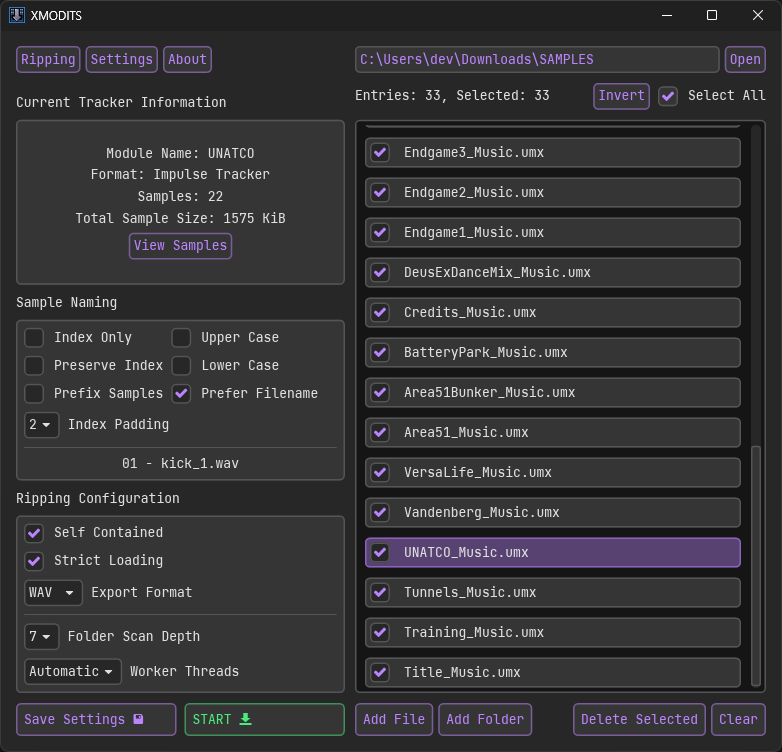 XMODITS
Ripping Settings About
C:\Users\dev\Downloads\SAMPLES Open
Current Tracker Information
Entries: 33, Selected: 33 Invert Select All
Module Name: UNATCO
Format: Impulse Tracker
Samples: 22
Total Sample Size: 1575 KiB
View Samples
Sample Naming
Index Only Upper Case
Preserve Index Lower Case
Prefix Samples Prefer Filename
2 Index Padding
01 - kick_1.wav
Ripping Configuration
Self Contained
Strict Loading
WAV Export Format
7 Folder Scan Depth
Automatic Worker Threads
Save Settings START
Endgame3_Music.umx
Endgame2_Music.umx
Endgame1_Music.umx
DeusExDanceMix_Music.umx
Credits_Music.umx
BatteryPark_Music.umx
Area51Bunker_Music.umx
Area51_Music.umx
VersaLife_Music.umx
Vandenberg_Music.umx
UNATCO_Music.umx
Tunnels_Music.umx
Training_Music.umx
Title_Music.umx
Add File Add Folder Delete Selected Clear